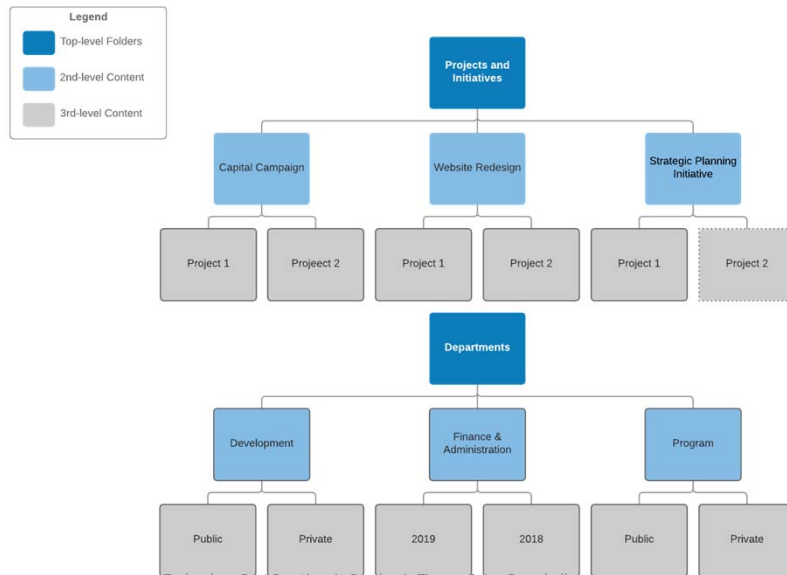 Legend
Top-level Folders
2nd-level Content
3rd-level Content
Projects and
Initiatives
Capital Campaign
Website Redesign
Strategic Planning
Initiative
Project 1
Projeect 2
Project 1
Project 2
Project 1
Project 2
Departments
Development
Finance &
Administration
Program
Public
Private
2019
2018
Public
Private